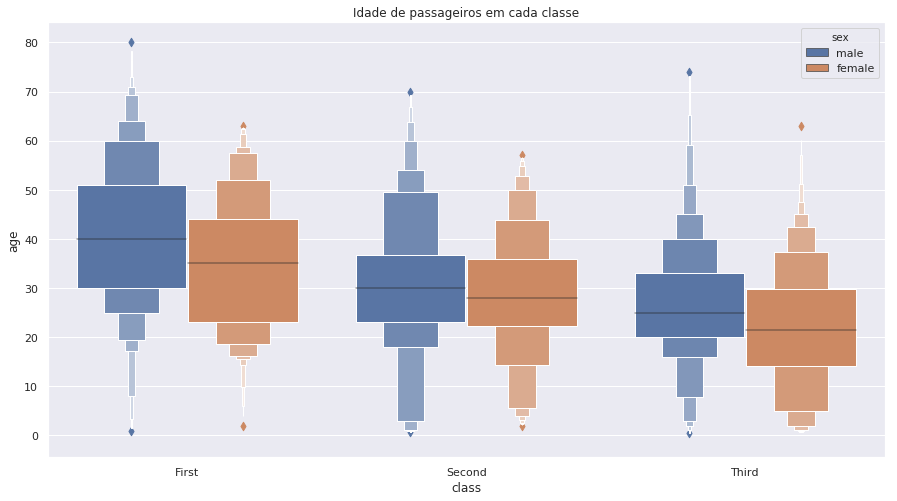 Idade de passageiros em cada classe
sex
male
female
80
70
60
50
40
30
20
10
0
age
First
Second
Third
class